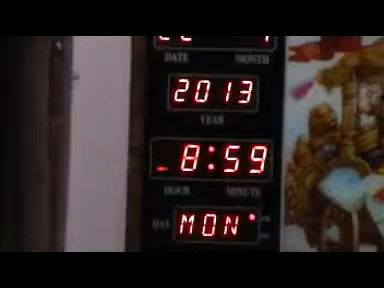 DATE MONTH
2013
YEAR
8:59
HOUR MINUTE
DAY MON